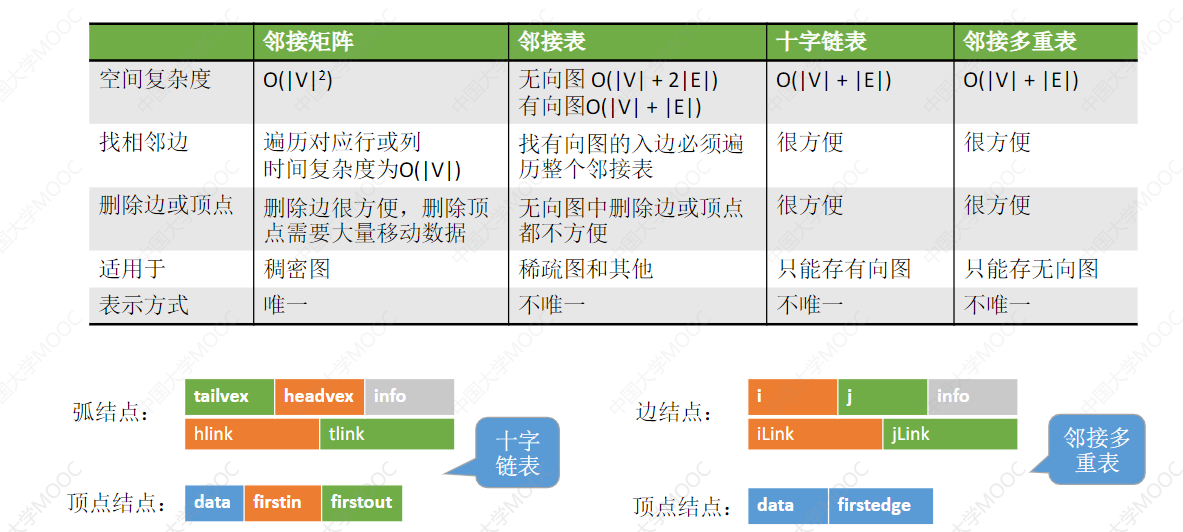 邻接矩阵 邻接表 十字链表 邻接多重表
空间复杂度 O(|V|²) 无向图 O(|V| + 2|E|) O(|V| + |E|) O(|V| + |E|)
有向图O(|V| + |E|)
找相邻边 遍历对应行或列 找有向图的入边必须遍 很方便 很方便
时间复杂度为O(|V|) 历整个邻接表
删除边或顶点 删除边很方便，删除顶 无向图中删除边或顶点 很方便 很方便
点需要大量移动数据 都不方便
适用于 稠密图 稀疏图和其他 只能存有向图 只能存无向图
表示方式 唯一 不唯一 不唯一 不唯一
弧结点： tailvex headvex info
hlink tlink
十字
链表
顶点结点： data firstin firstout
边结点： i j info
iLink jLink
邻接多
重表
顶点结点： data firstedge
中国大学MOOC